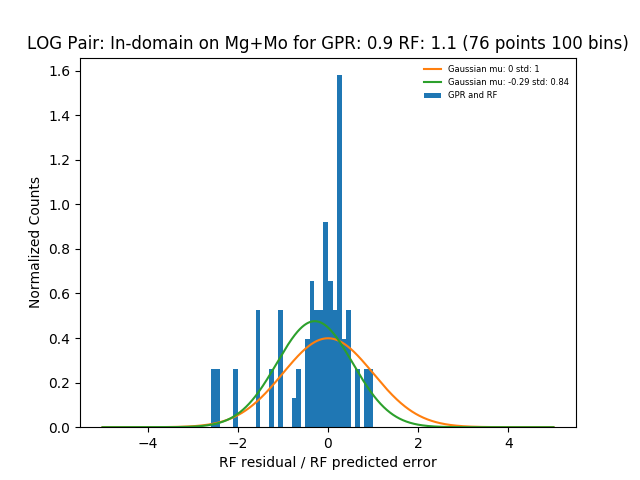 LOG Pair: In-domain on Mg+Mo for GPR: 0.9 RF: 1.1 (76 points 100 bins)
Gaussian mu: 0 std: 1
Gaussian mu: -0.29 std: 0.84
GPR and RF
1.6
1.4
1.2
1.0
0.8
0.6
0.4
0.2
0.0
Normalized Counts
−4
−2
0
2
4
RF residual / RF predicted error